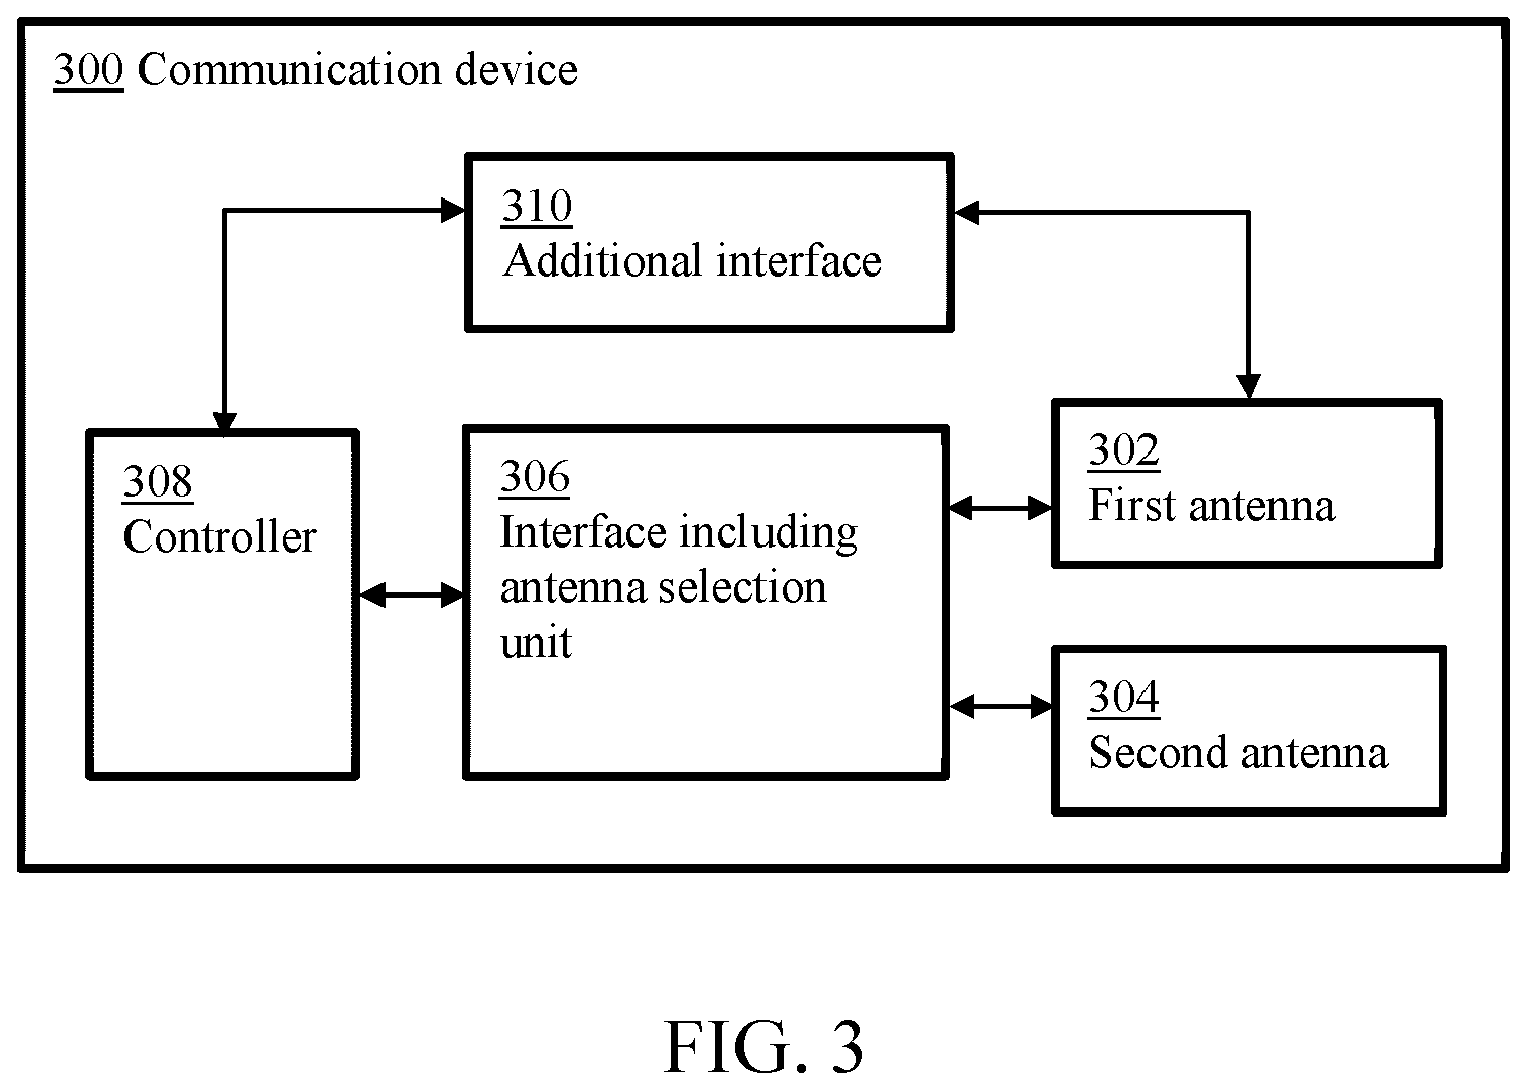 300 Communication device
310
Additional interface
308
Controller
306
Interface including
antenna selection
unit
302
First antenna
304
Second antenna
FIG. 3